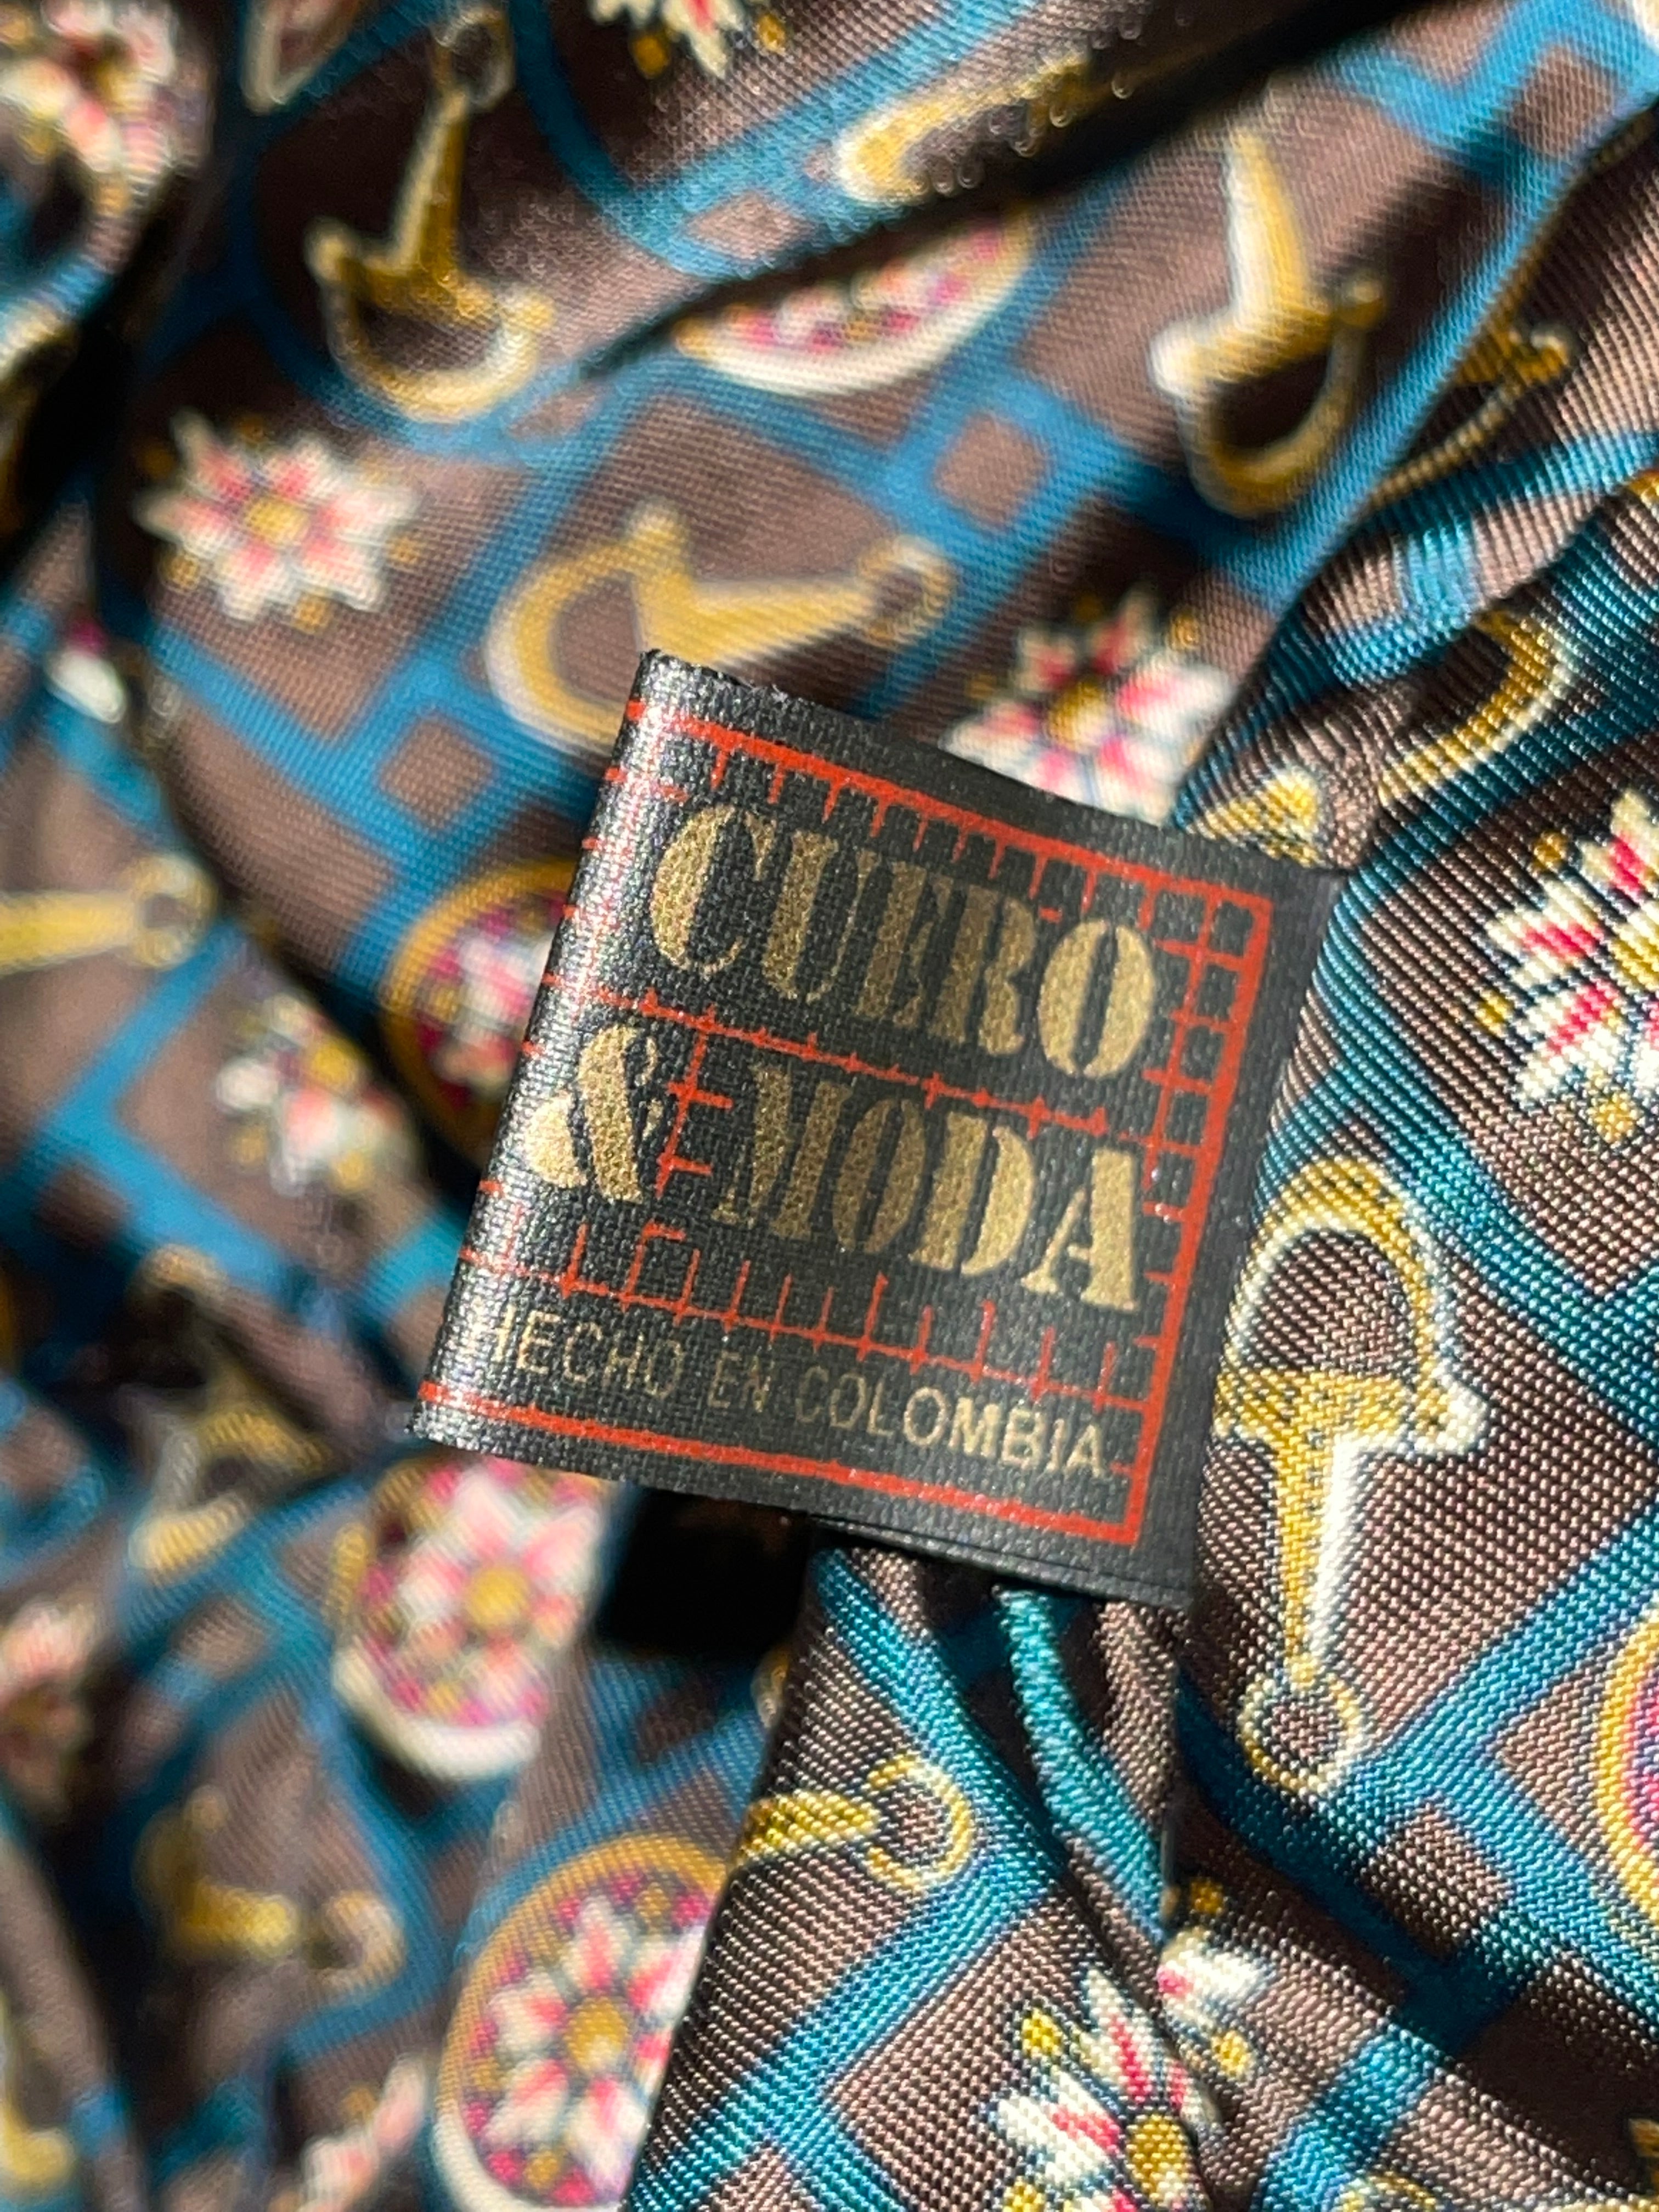 CUERO
& MODA
HECHO EN COLOMBIA